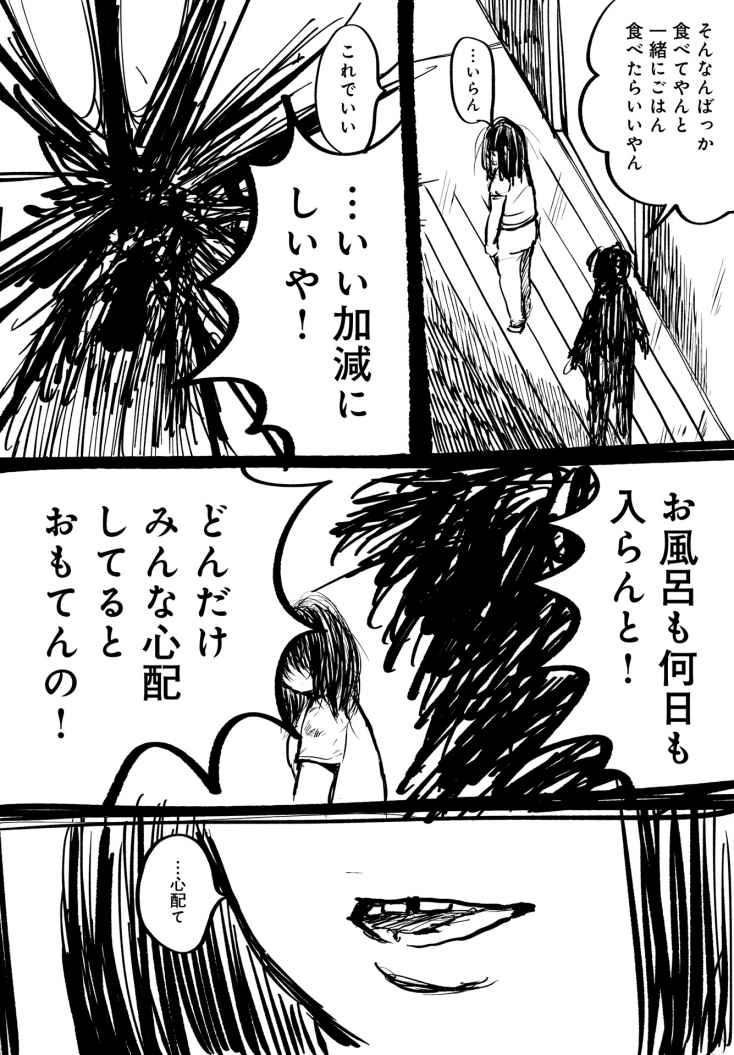 そんなんばっか
食べてやんと
一緒にごはん
食べたらいいやん
…いらん
これでいい
…いい加減に
しいや！
お風呂も何日も
入らんと！
どんだけ
みんな心配
してると
おもてんの！
……心配て